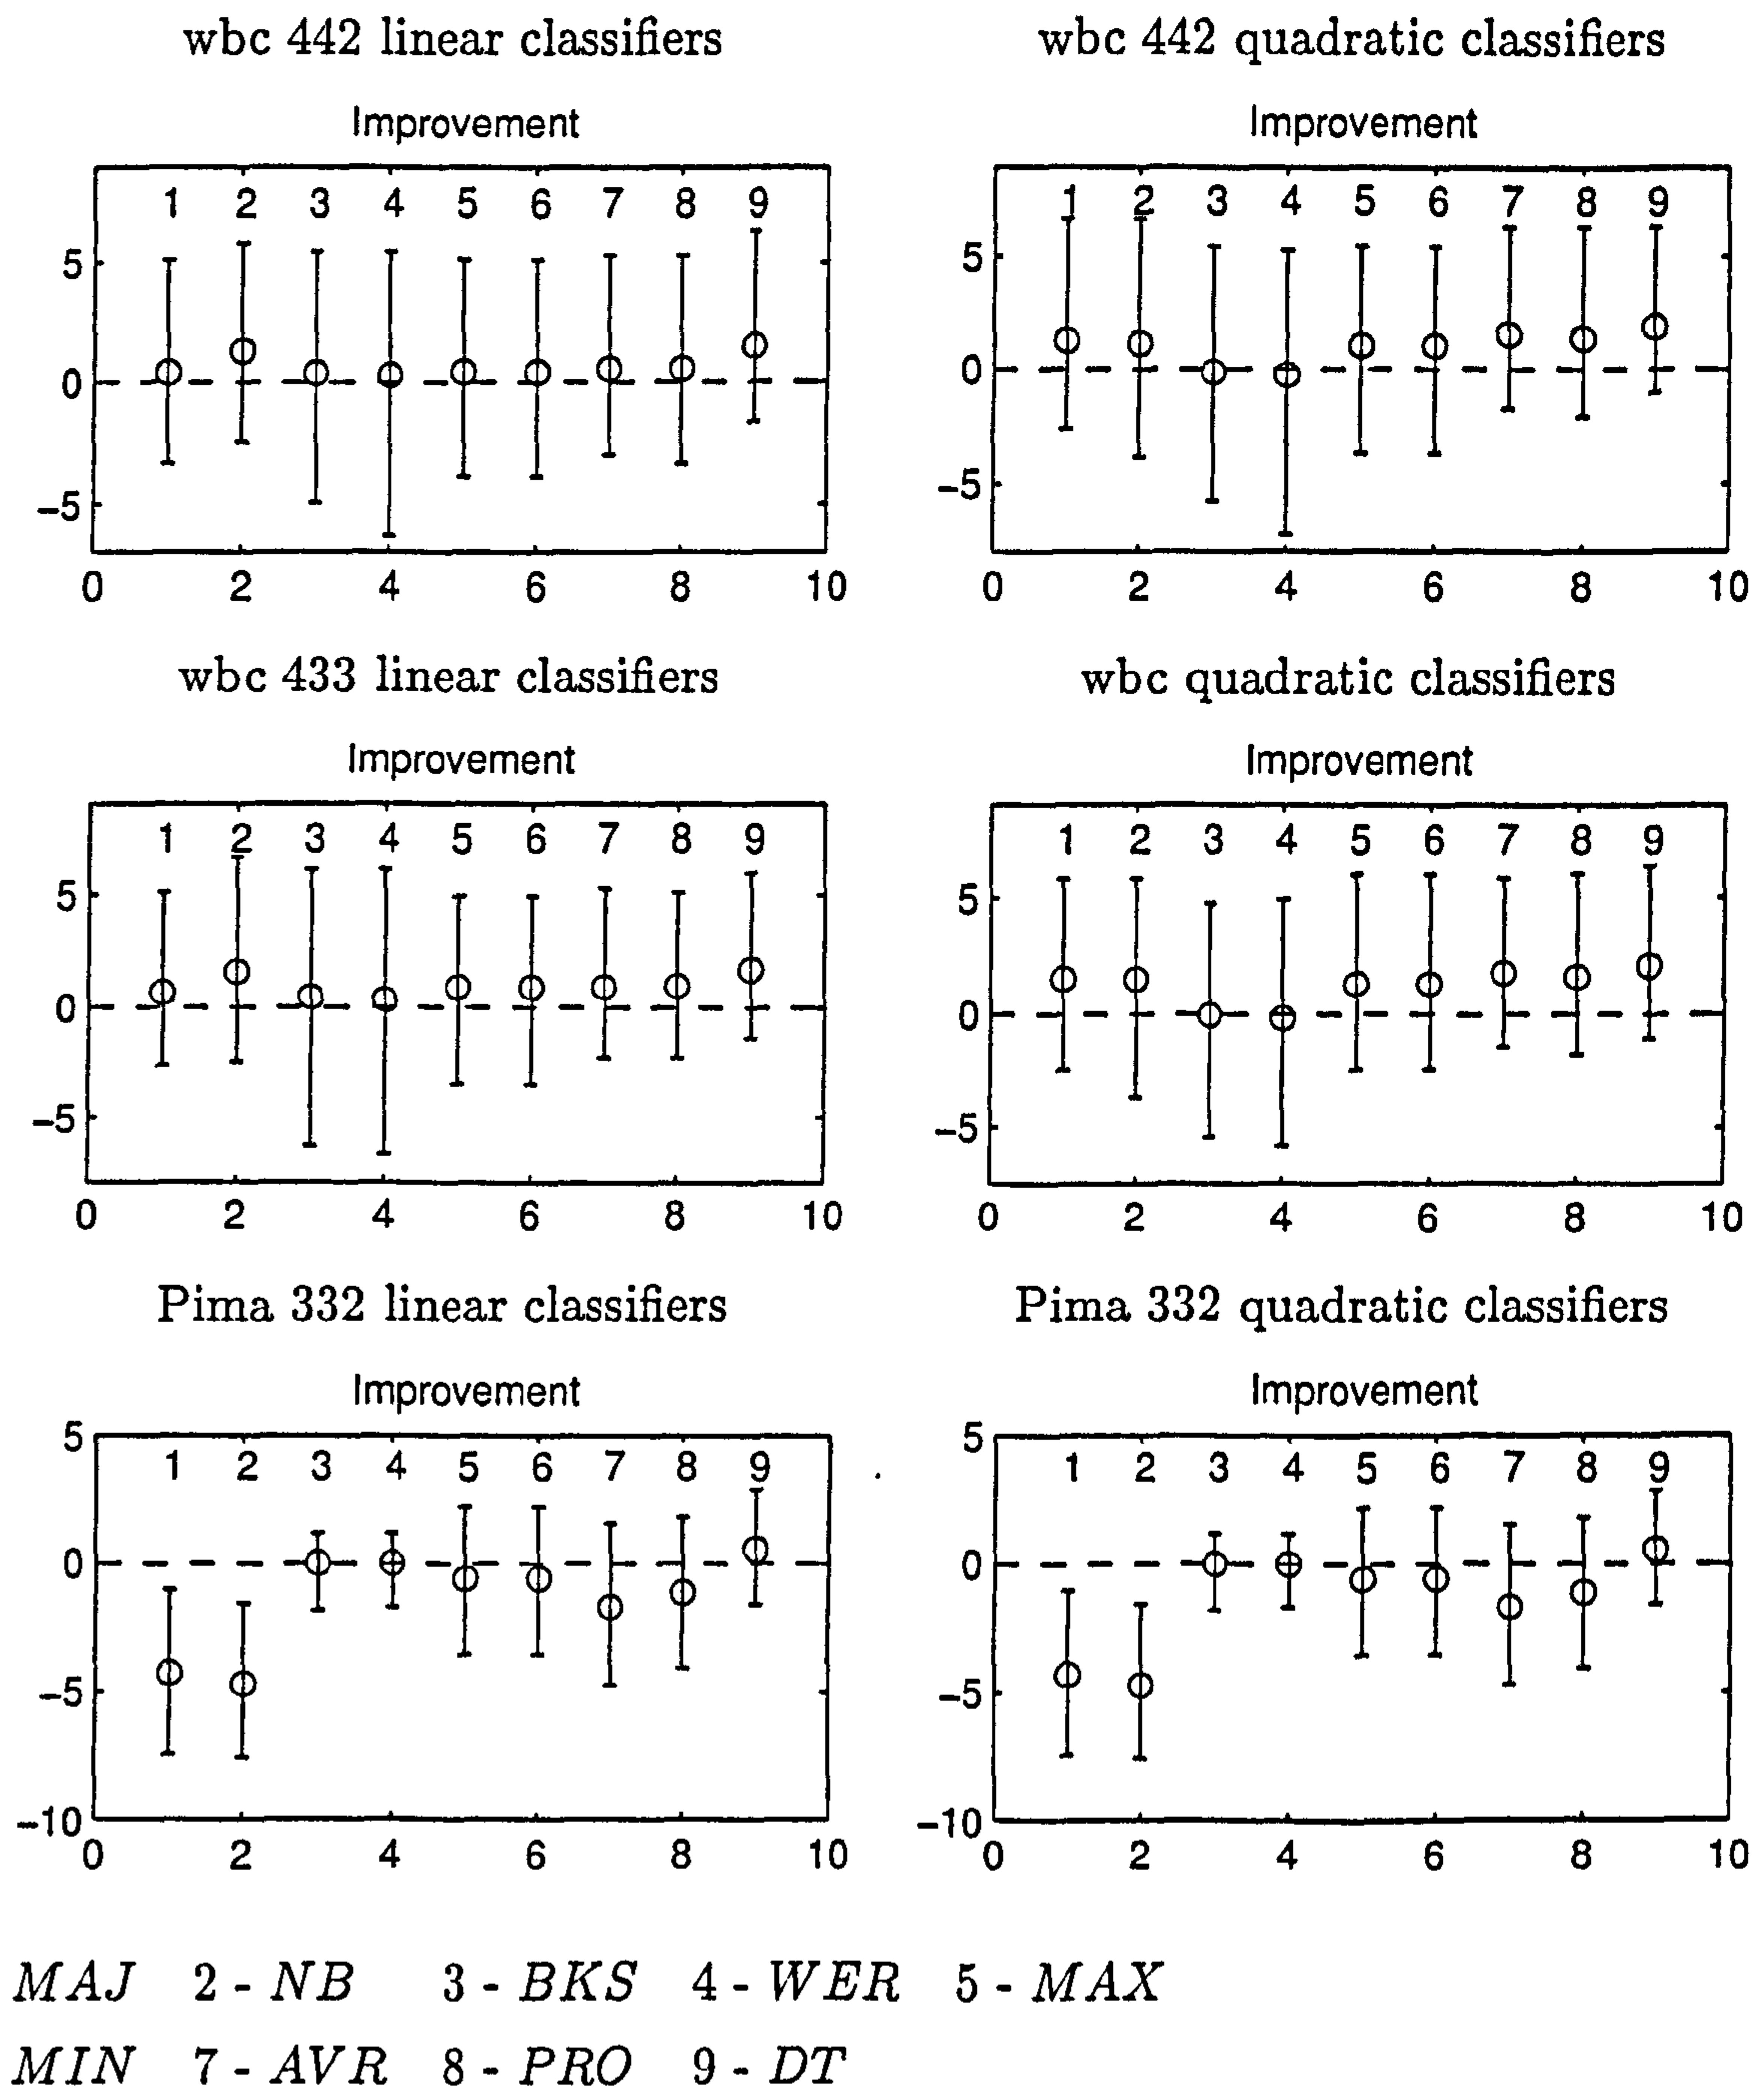 wbc 442 linear classifiers
Improvement
1 2 3 4 5 6 7 8 9
5
0
−5
0 2 4 6 8 10
wbc 442 quadratic classifiers
Improvement
1 2 3 4 5 6 7 8 9
5
0
−5
0 2 4 6 8 10
wbc 433 linear classifiers
Improvement
1 2 3 4 5 6 7 8 9
5
0
−5
0 2 4 6 8 10
wbc quadratic classifiers
Improvement
1 2 3 4 5 6 7 8 9
5
0
−5
0 2 4 6 8 10
Pima 332 linear classifiers
Improvement
5
1 2 3 4 5 6 7 8 9
0
−5
−10
0 2 4 6 8 10
Pima 332 quadratic classifiers
Improvement
5
1 2 3 4 5 6 7 8 9
0
−5
−10
0 2 4 6 8 10
MAJ 2 - NB 3 - BKS 4 - WER 5 - MAX
MIN 7 - AVR 8 - PRO 9 - DT